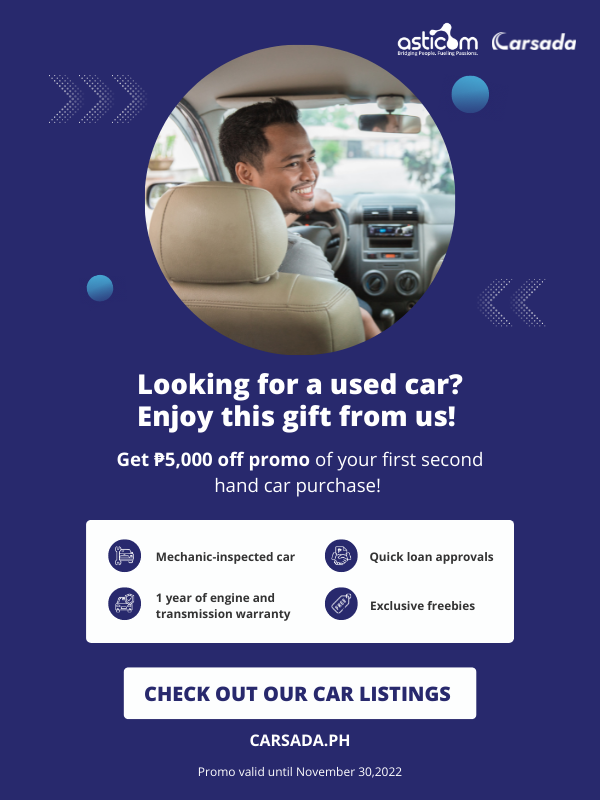 asticom
Bridging People. Fueling Passions.
Carsada
Looking for a used car?
Enjoy this gift from us!
Get ₱5,000 off promo of your first second
hand car purchase!
Mechanic-inspected car
Quick loan approvals
1 year of engine and
transmission warranty
Exclusive freebies
FREE
CHECK OUT OUR CAR LISTINGS
CARSADA.PH
Promo valid until November 30,2022